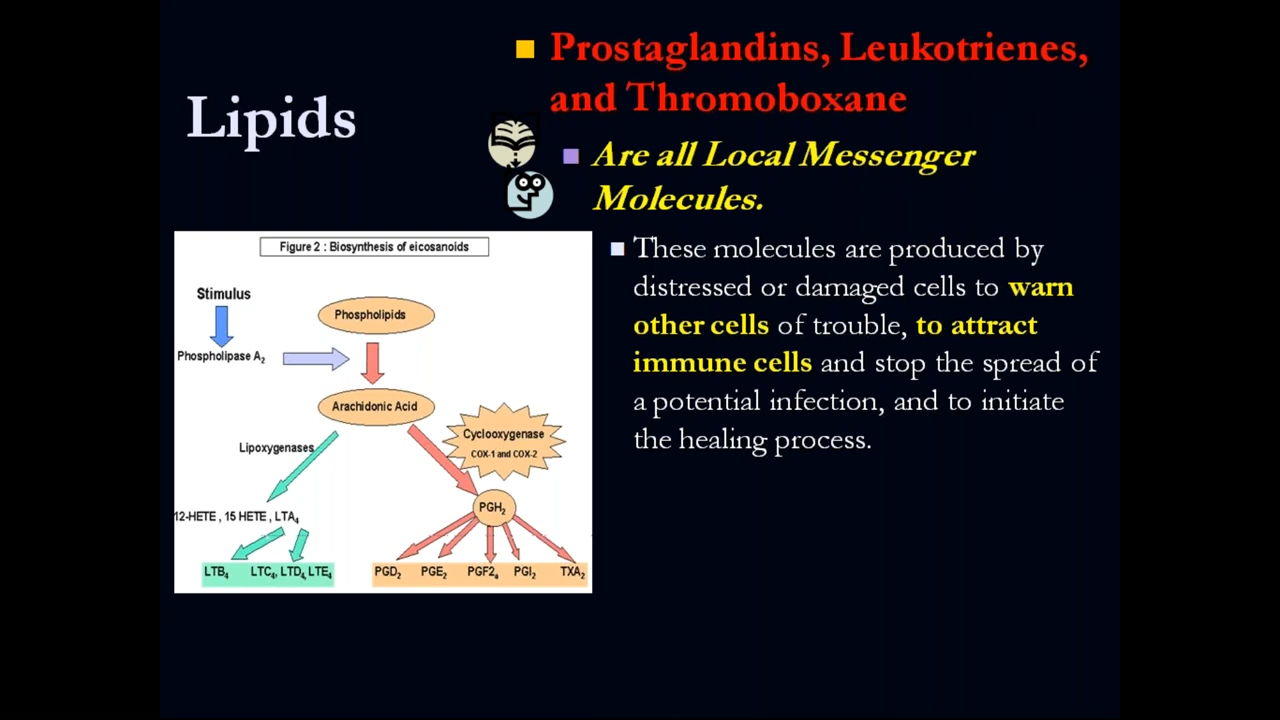 Lipids
Prostaglandins, Leukotrienes,
and Thromoboxane
Are all Local Messenger
Molecules.
These molecules are produced by
distressed or damaged cells to warn
other cells of trouble, to attract
immune cells and stop the spread of
a potential infection, and to initiate
the healing process.
Figure 2 : Biosynthesis of eicosanoids
Stimulus
Phospholipids
Phospholipase A₂
Arachidonic Acid
Cyclooxygenase
COX-1 and COX-2
Lipoxygenases
PGH₂
12-HETE , 15 HETE , LTA₄
LTB₄ LTC₄, LTD₄, LTE₄
PGD₂ PGE₂ PGF2ₐ PGI₂ TXA₂